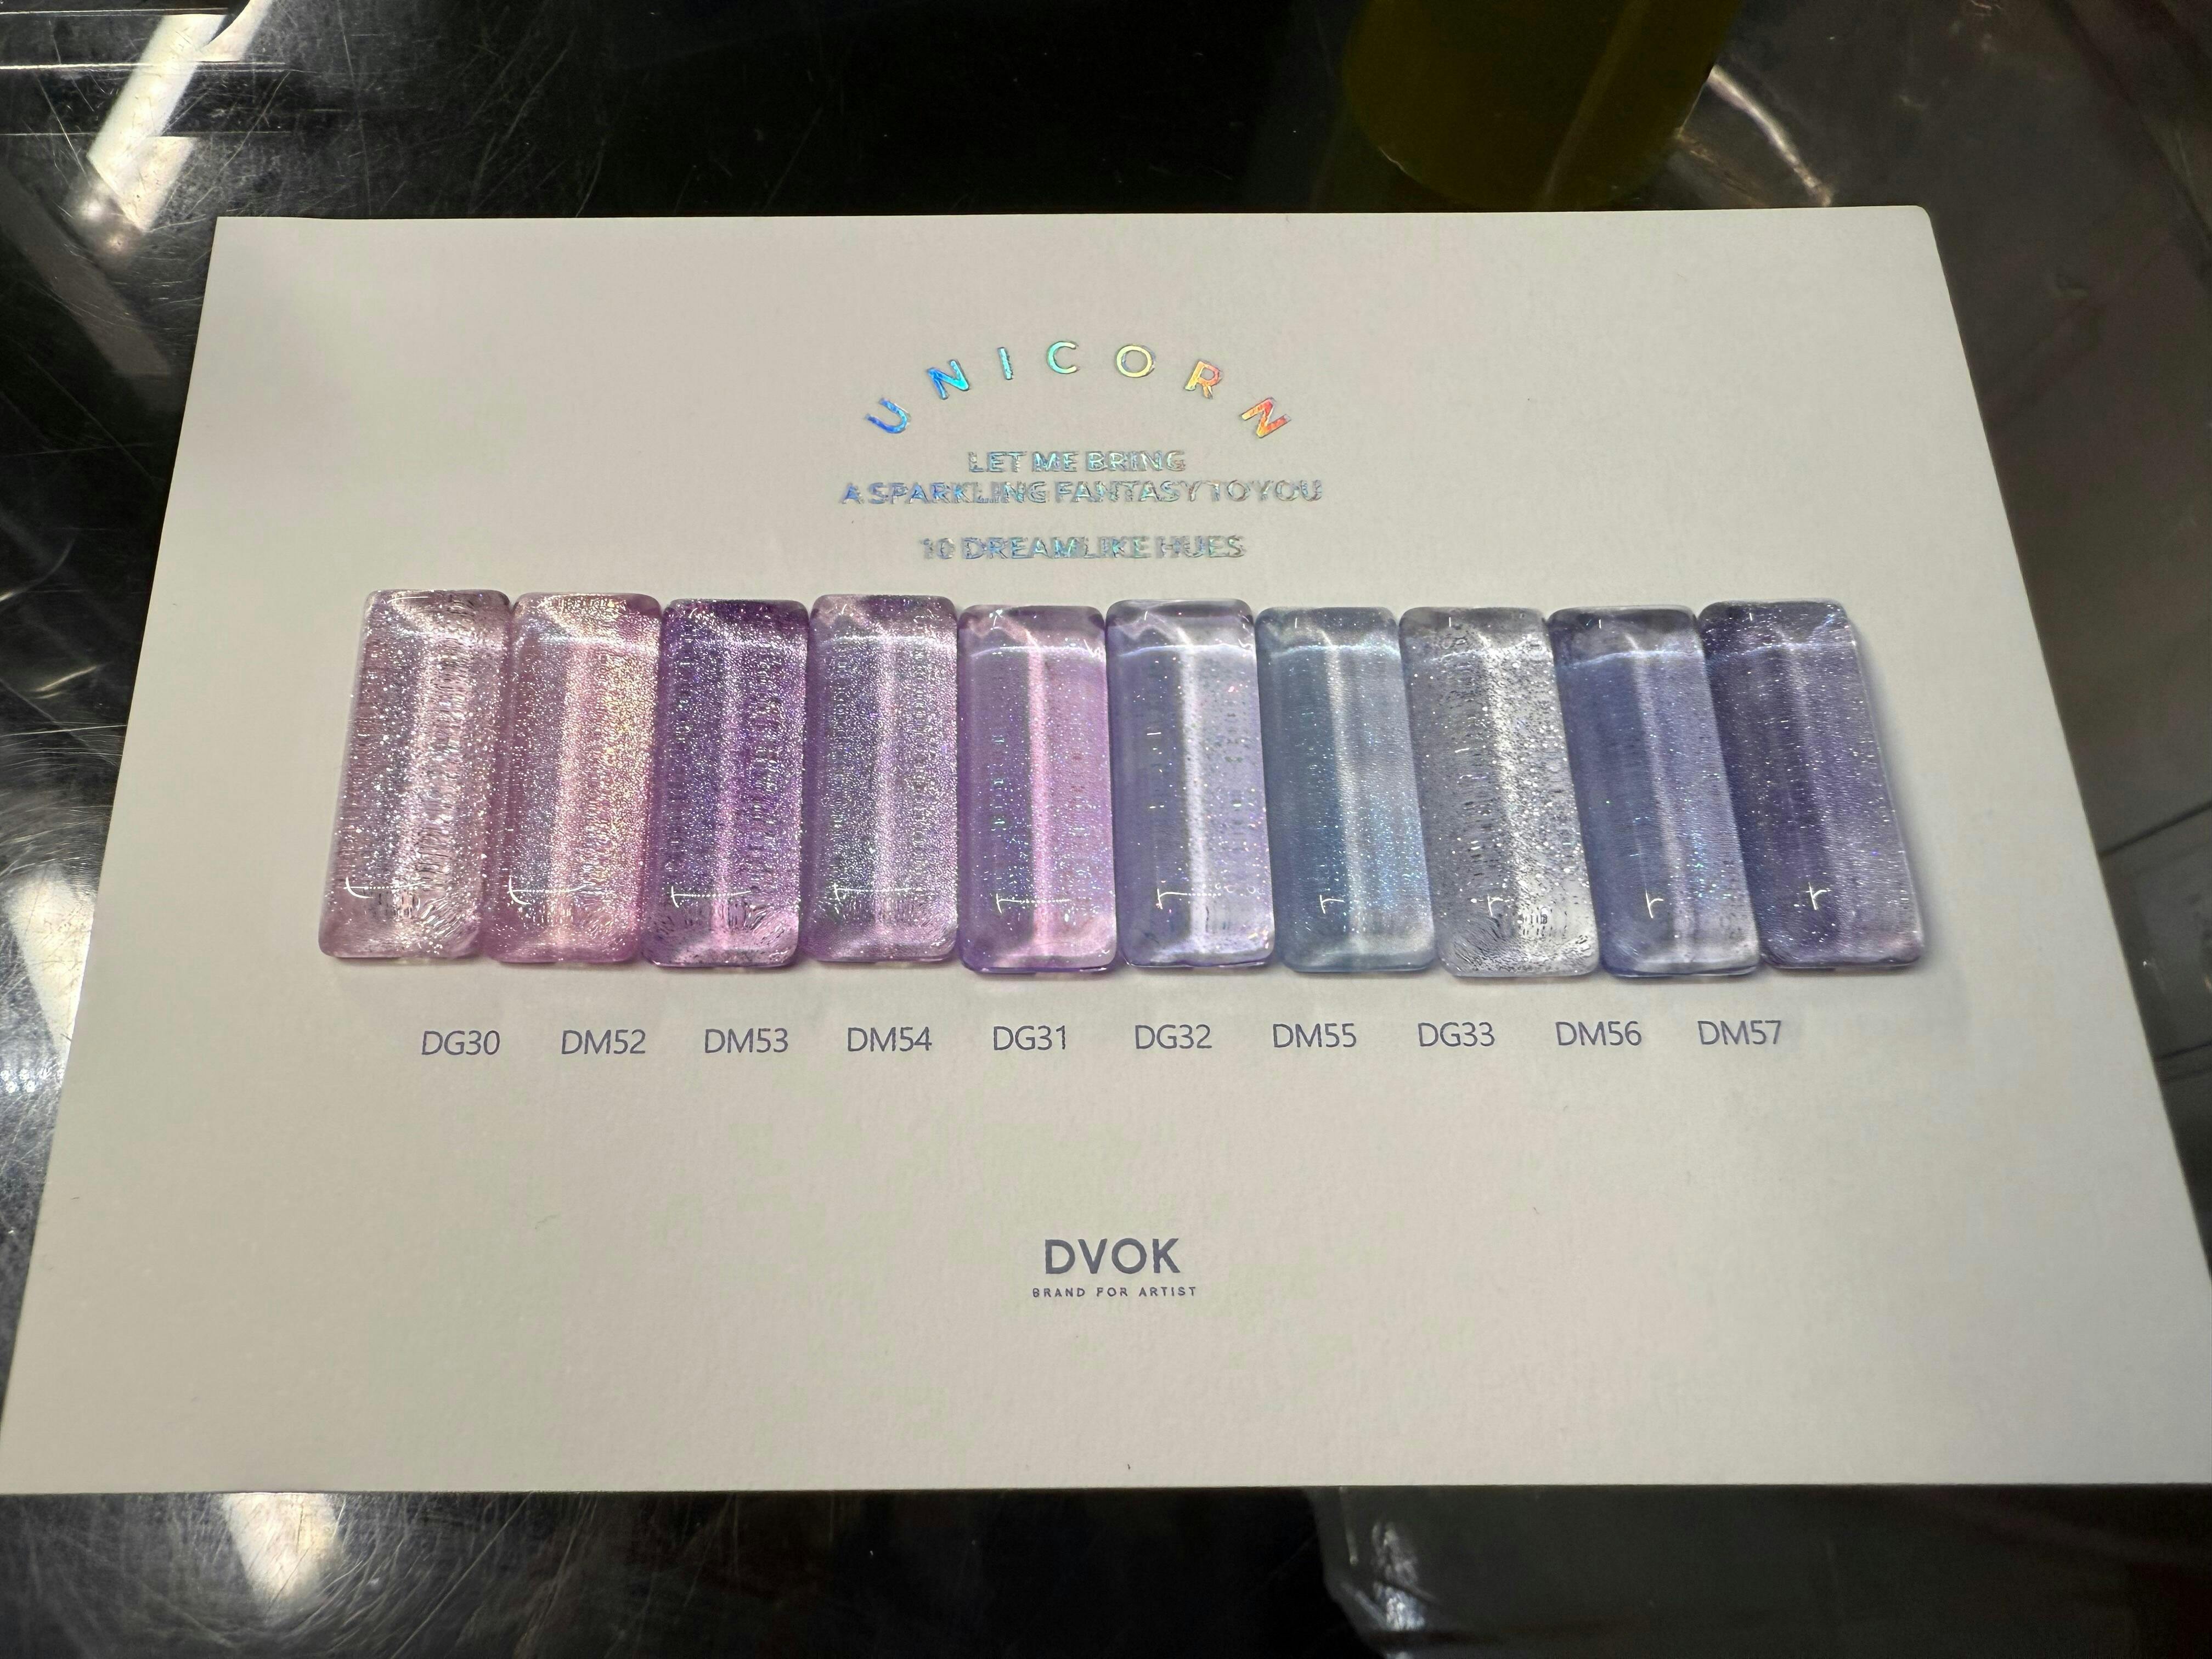 UNICORN
LET ME BRING
A SPARKLING FANTASY TO YOU
10 DREAMLIKE HUES
DG30 DM52 DM53 DM54 DG31 DG32 DM55 DG33 DM56 DM57
DVOK
BRAND FOR ARTIST